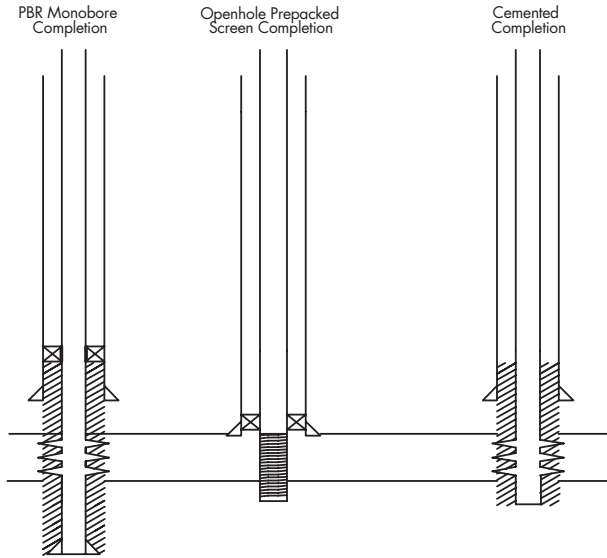 PBR Monobore
Completion
Openhole Prepacked
Screen Completion
Cemented
Completion